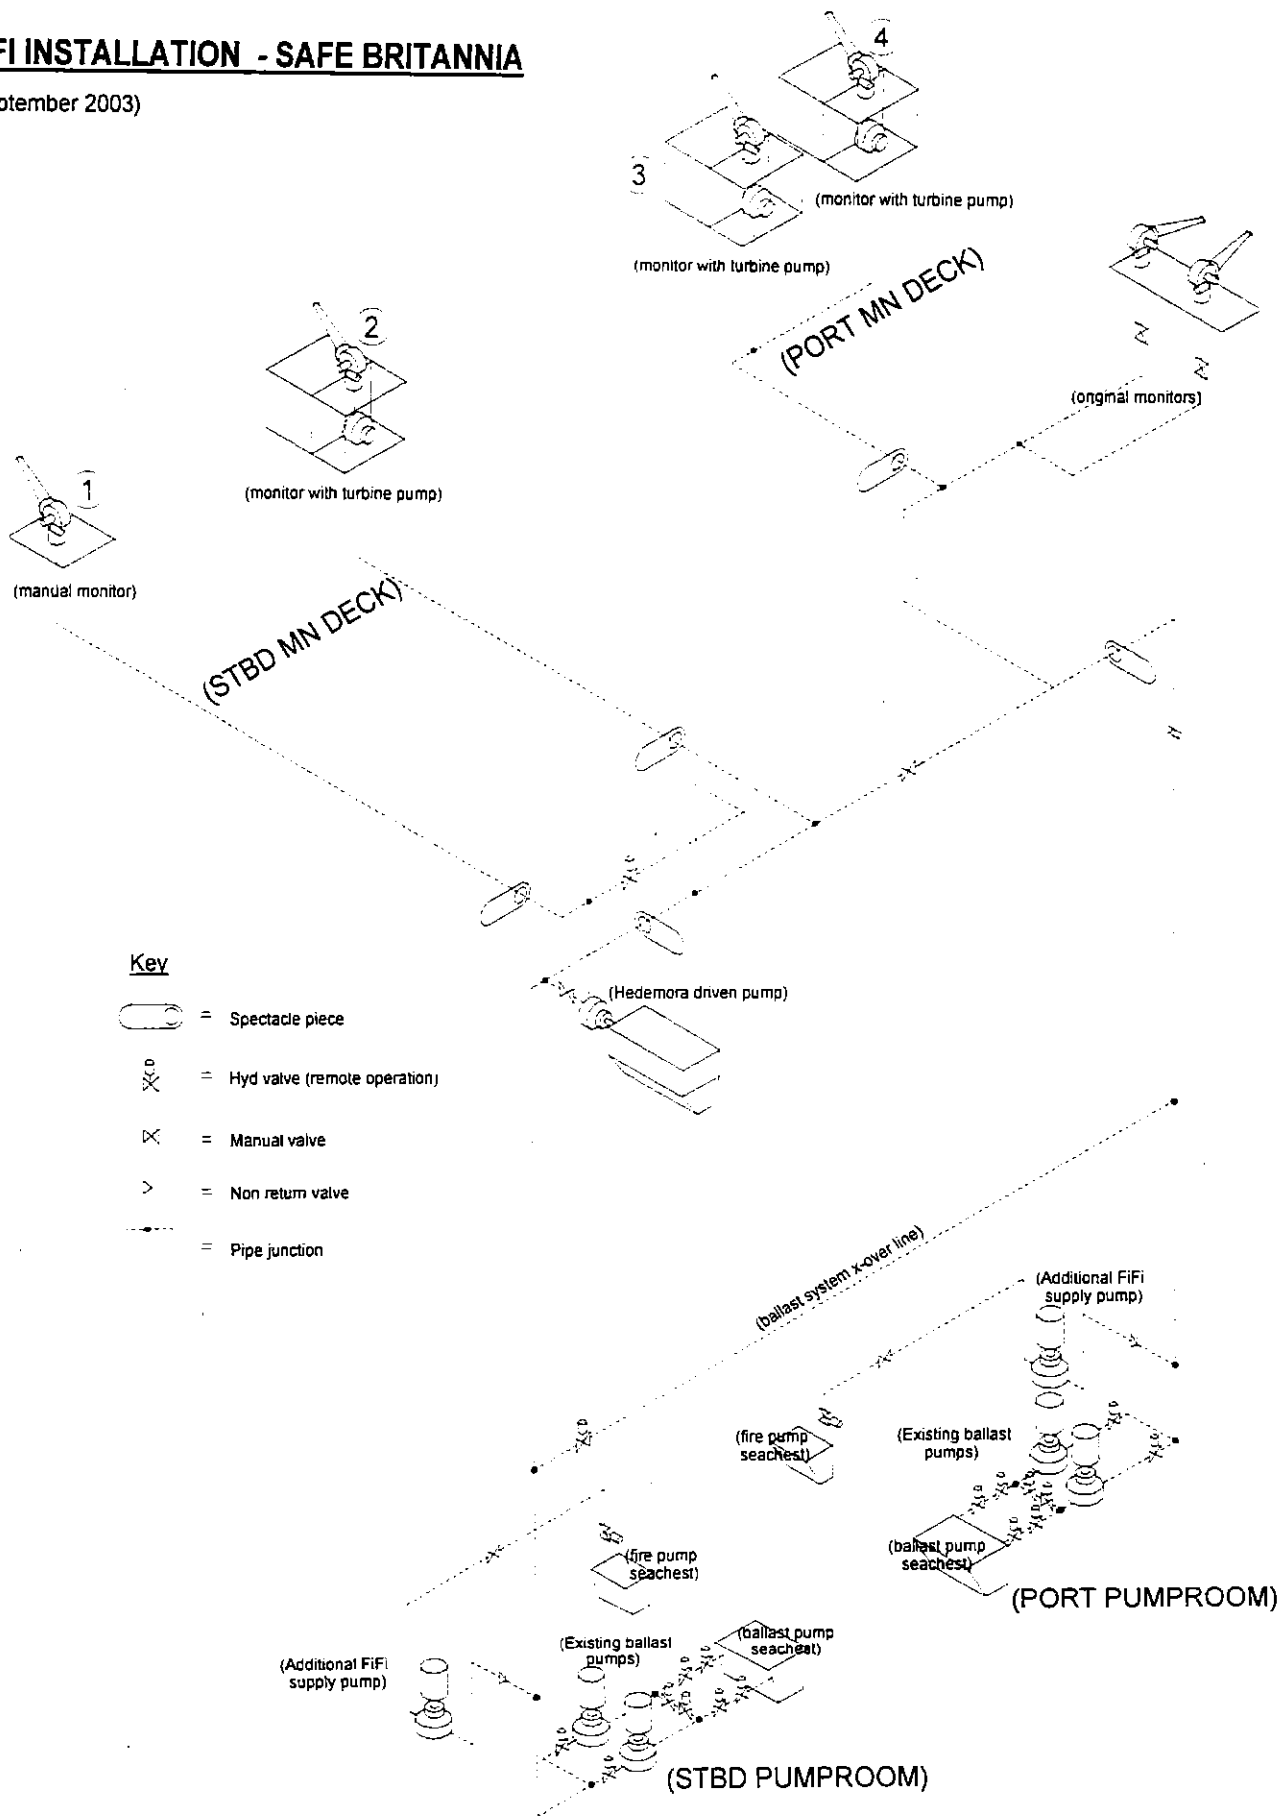 FI INSTALLATION - SAFE BRITANNIA
ptember 2003)
4
3
(monitor with turbine pump)
(monitor with turbine pump)
(PORT MN DECK)
2
(original monitors)
1
(monitor with turbine pump)
(manual monitor)
(STBD MN DECK)
Key
= Spectacle piece
(Hedemora driven pump)
= Hyd valve (remote operation)
= Manual valve
= Non return valve
= Pipe junction
(ballast system x-over line)
(Additional FiFi
supply pump)
(fire pump
seachest)
(Existing ballast
pumps)
(ballast pump
seachest)
(fire pump
seachest)
(PORT PUMPROOM)
(Additional FiFi
supply pump)
(Existing ballast
pumps)
(ballast pump
seachest)
(STBD PUMPROOM)